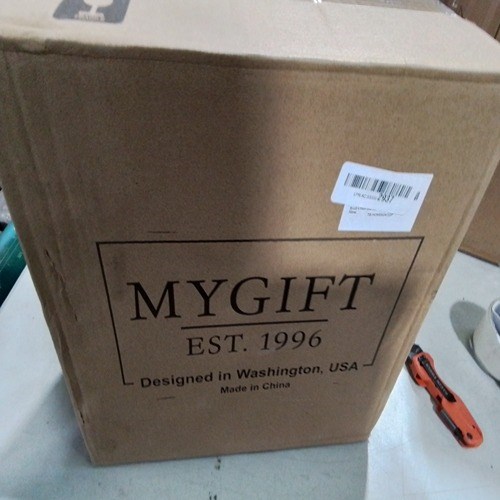 MYGIFT
EST. 1996
Designed in Washington, USA
Made in China